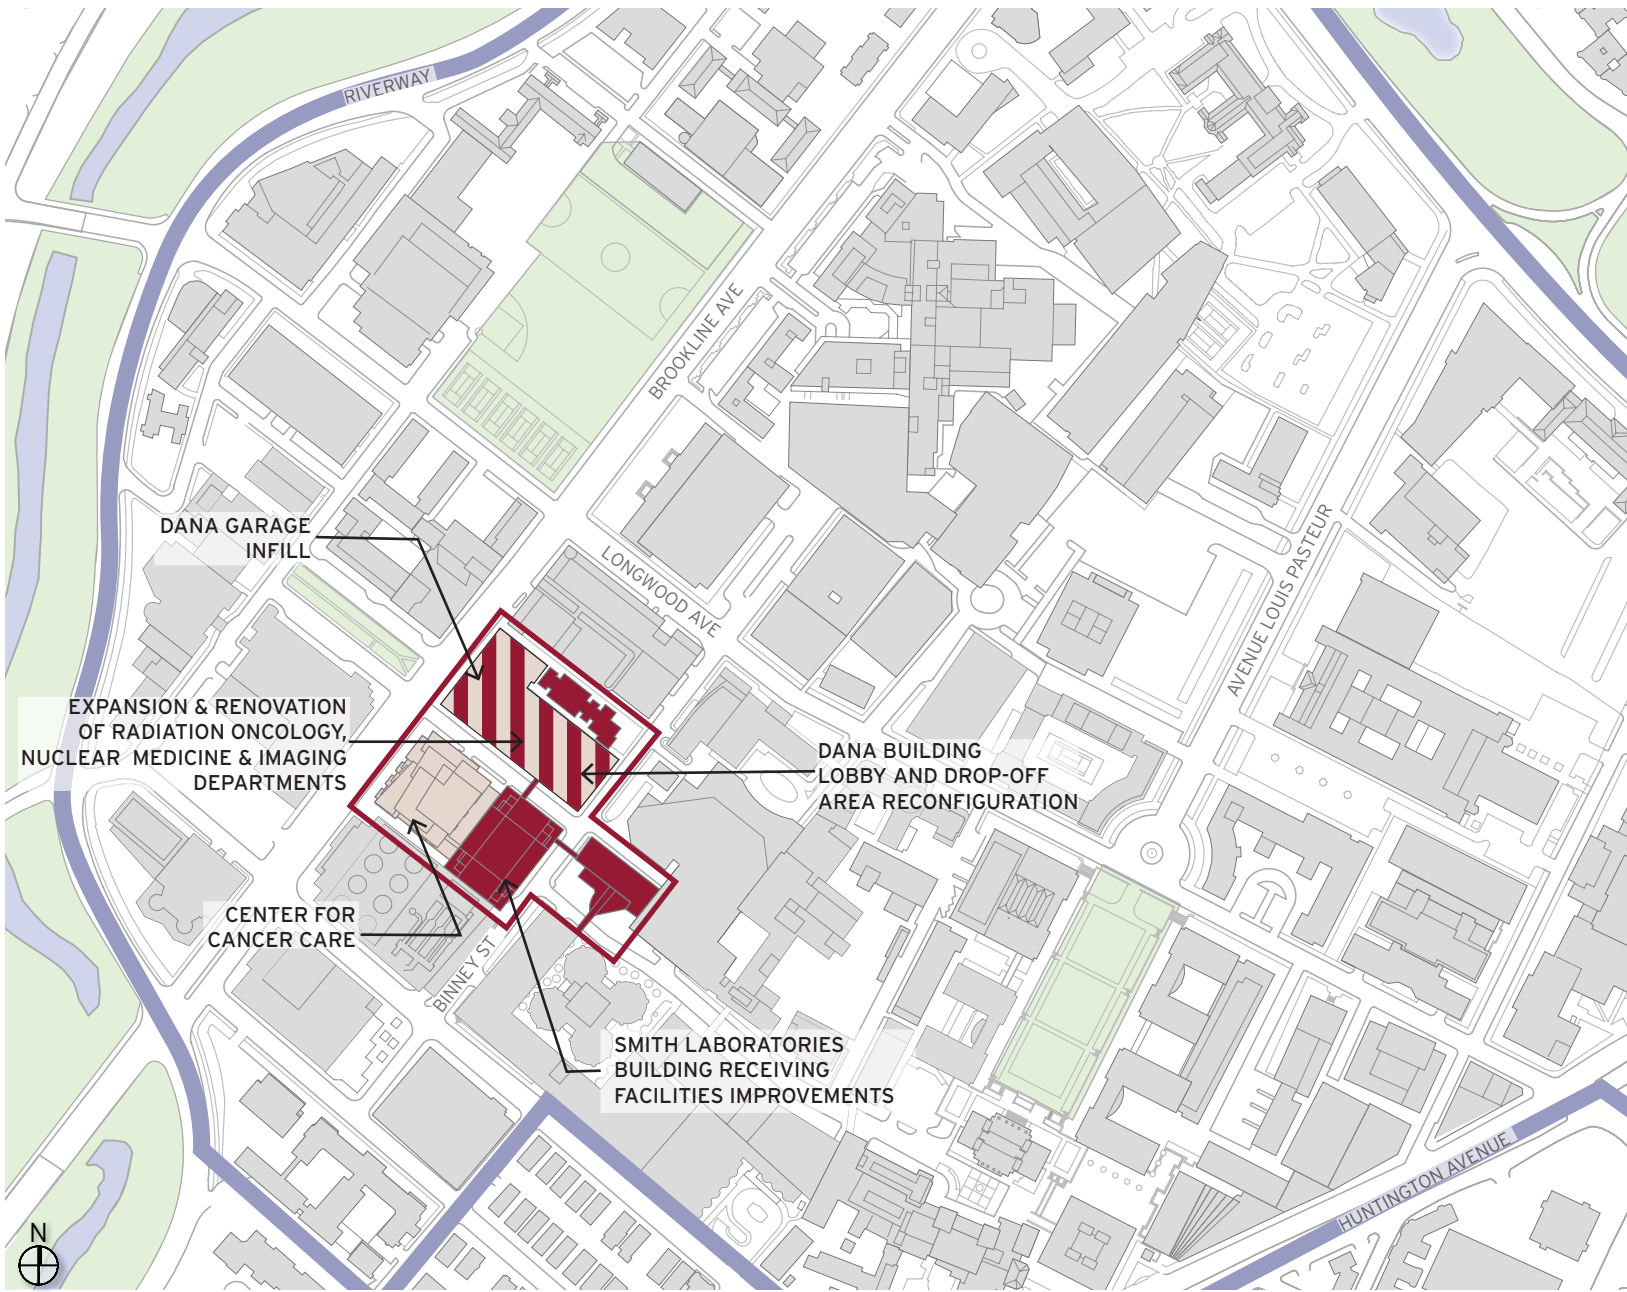 RIVERWAY
BROOKLINE AVE
DANA GARAGE
INFILL
LONGWOOD AVE
AVENUE LOUIS PASTEUR
EXPANSION & RENOVATION
OF RADIATION ONCOLOGY,
NUCLEAR MEDICINE & IMAGING
DEPARTMENTS
DANA BUILDING
LOBBY AND DROP-OFF
AREA RECONFIGURATION
CENTER FOR
CANCER CARE
BINNEY ST
SMITH LABORATORIES
BUILDING RECEIVING
FACILITIES IMPROVEMENTS
HUNTINGTON AVENUE
N